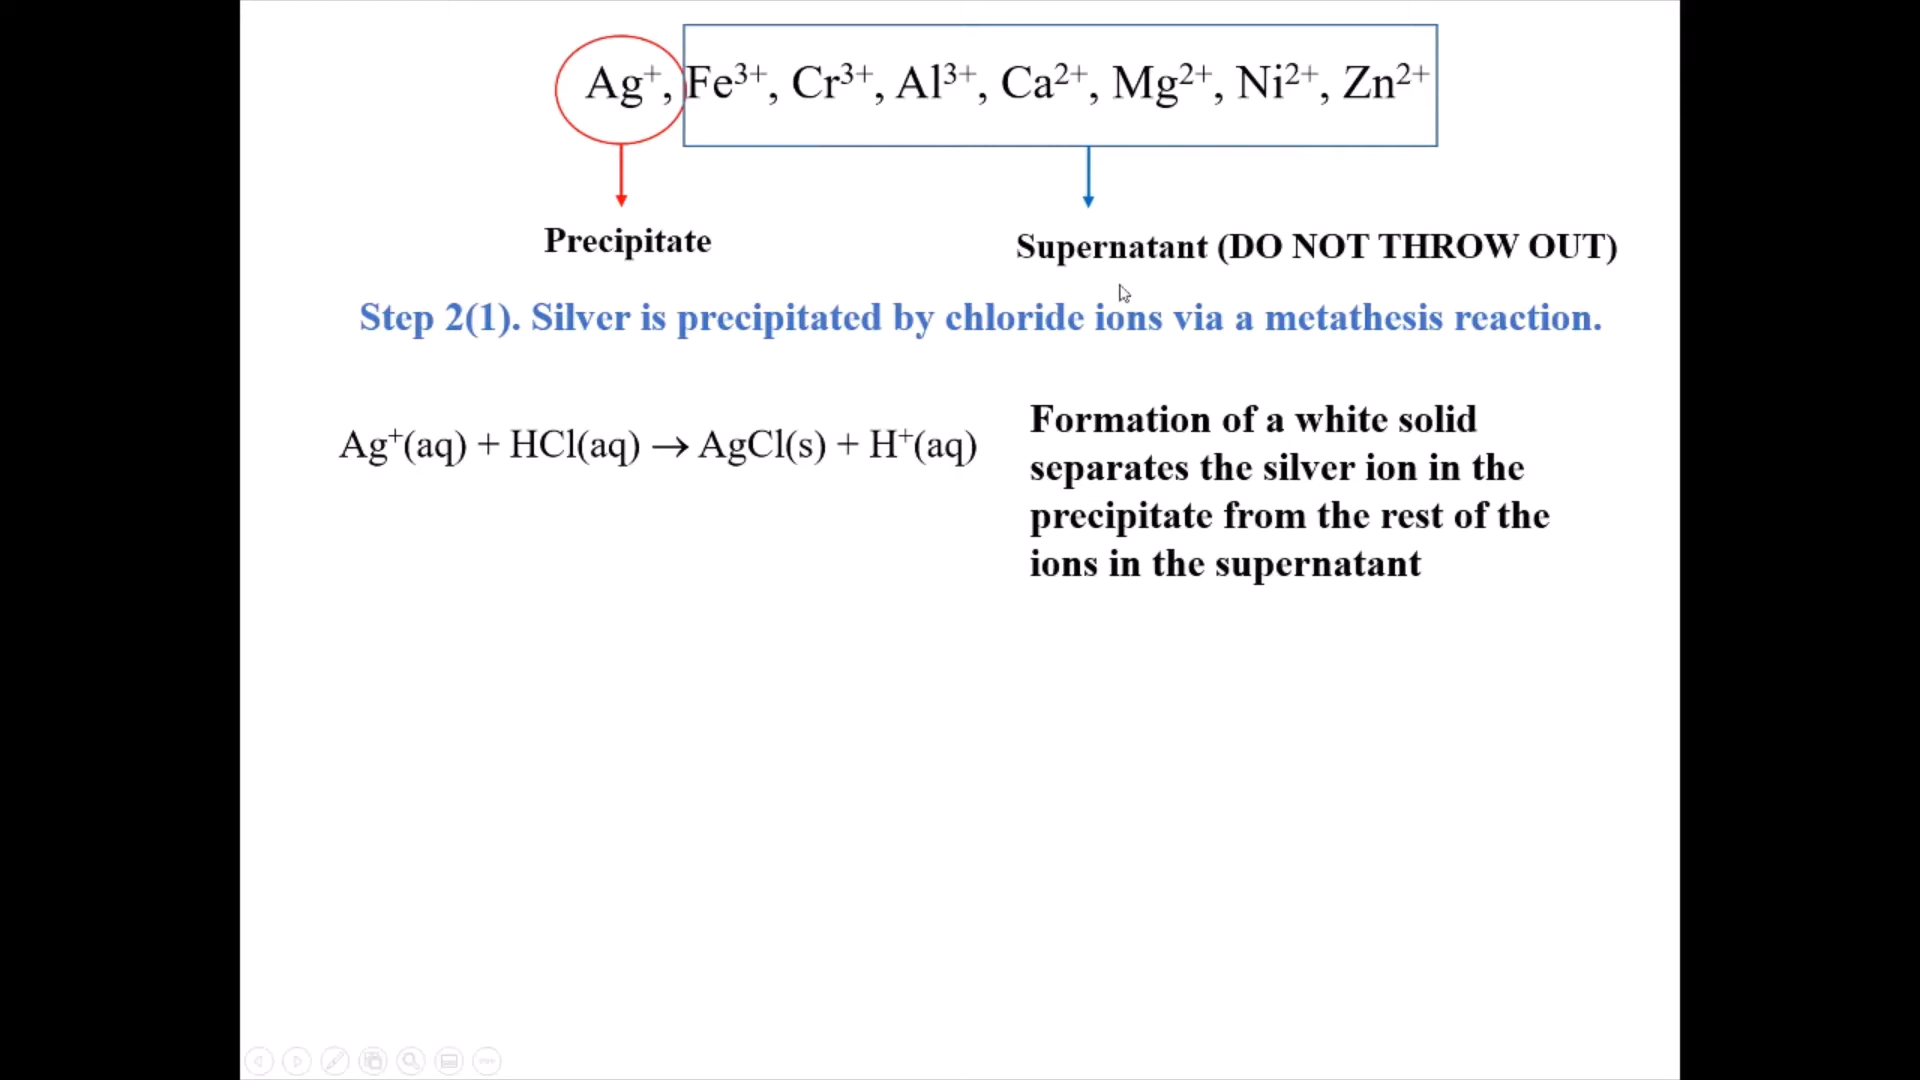 Ag⁺, Fe³⁺, Cr³⁺, Al³⁺, Ca²⁺, Mg²⁺, Ni²⁺, Zn²⁺
Precipitate
Supernatant (DO NOT THROW OUT)
Step 2(1). Silver is precipitated by chloride ions via a metathesis reaction.
Ag⁺(aq) + HCl(aq) → AgCl(s) + H⁺(aq)
Formation of a white solid
separates the silver ion in the
precipitate from the rest of the
ions in the supernatant